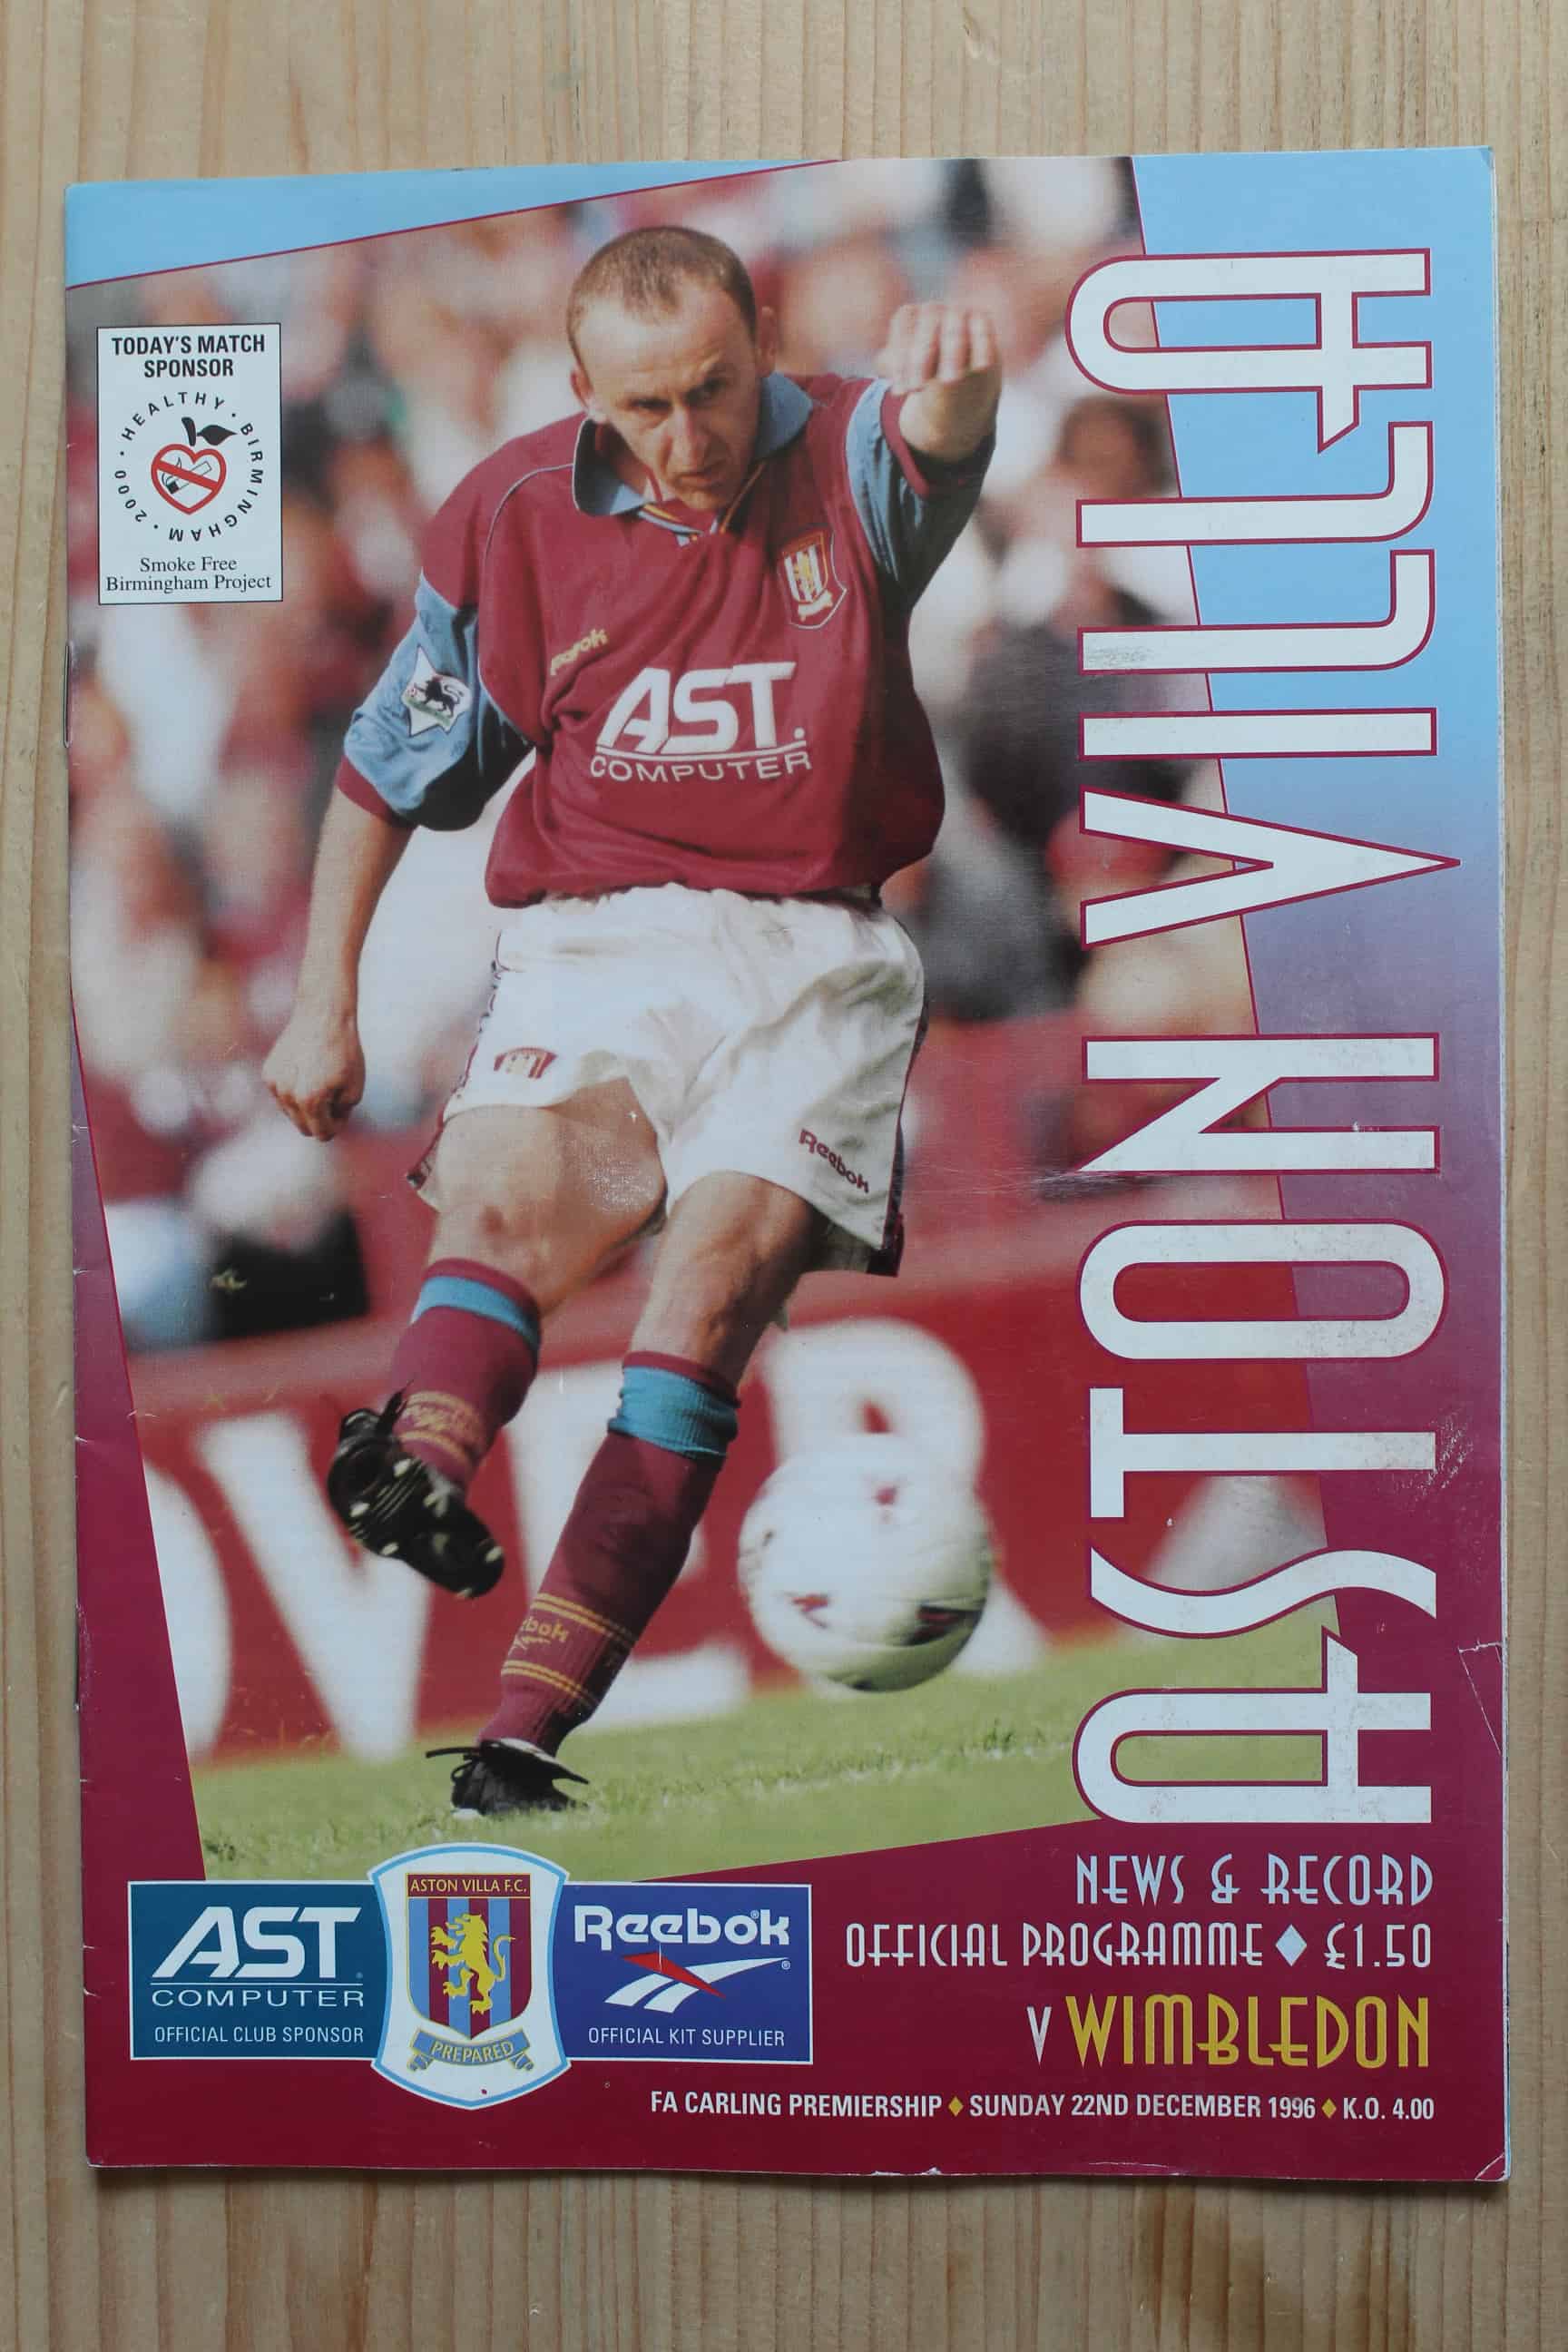 TODAY'S MATCH
SPONSOR
HEALTHY · BIRMINGHAM · 2000 ·
Smoke Free
Birmingham Project
ASTON VILLA
Reebok
AST.
COMPUTER
Reebok
AST
COMPUTER
OFFICIAL CLUB SPONSOR
ASTON VILLA F.C.
PREPARED
Reebok
OFFICIAL KIT SUPPLIER
NEWS & RECORD
OFFICIAL PROGRAMME ♦ £1.50
V WIMBLEDON
FA CARLING PREMIERSHIP ♦ SUNDAY 22ND DECEMBER 1996 ♦ K.O. 4.00